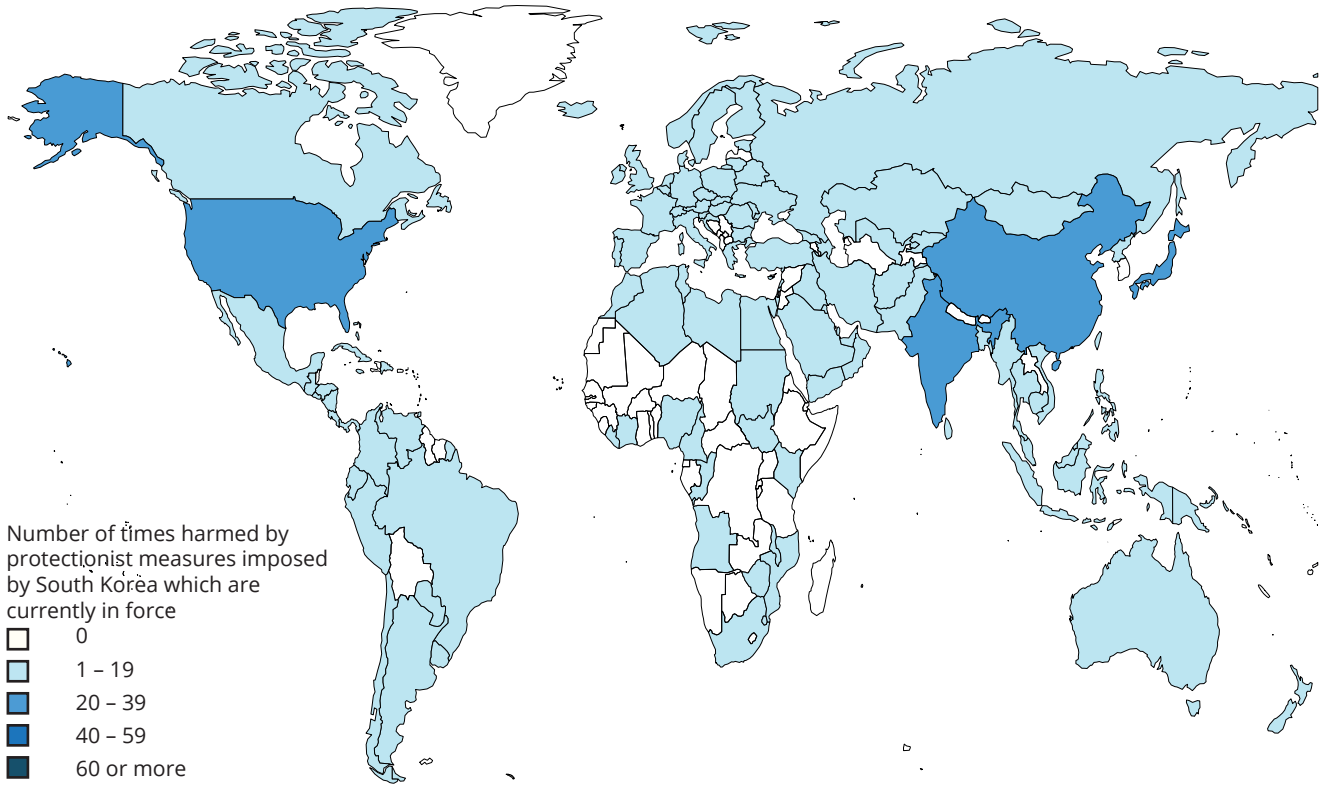 Number of times harmed by
protectionist measures imposed
by South Korea which are
currently in force
0
1 – 19
20 – 39
40 – 59
60 or more